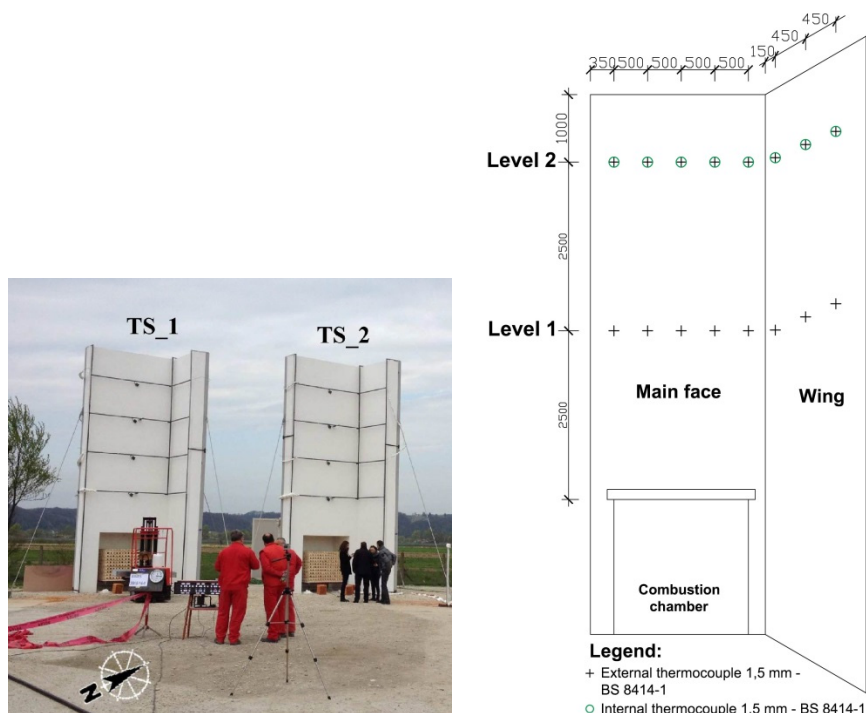 TS_1
TS_2
N
350 500 500 500 500 150 450 450
1000
Level 2
2500
Level 1
2500
Main face
Wing
Combustion
chamber
Legend:
+ External thermocouple 1,5 mm -
BS 8414-1
Internal thermocouple 1,5 mm - BS 8414-1